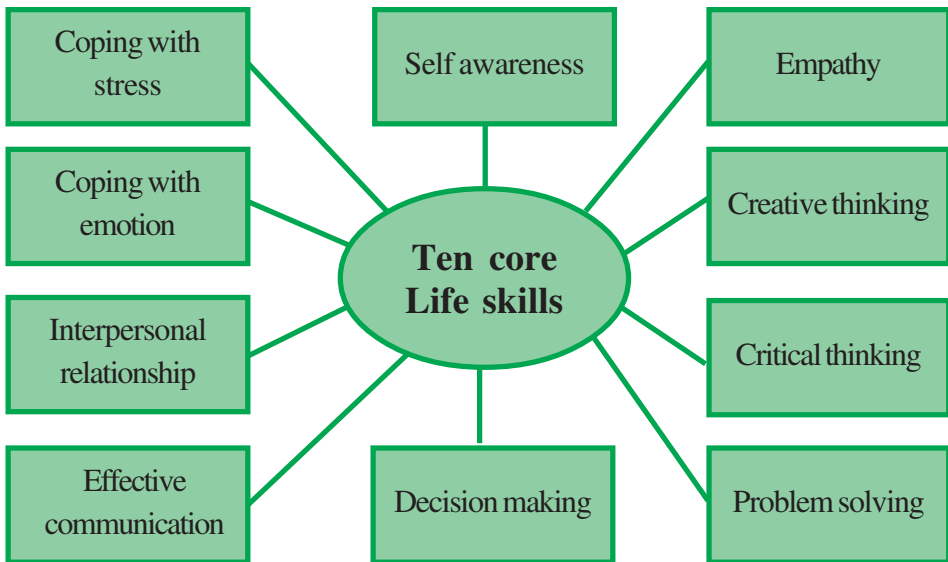 Coping with
stress
Self awareness
Empathy
Coping with
emotion
Creative thinking
Ten core
Life skills
Interpersonal
relationship
Critical thinking
Effective
communication
Decision making
Problem solving